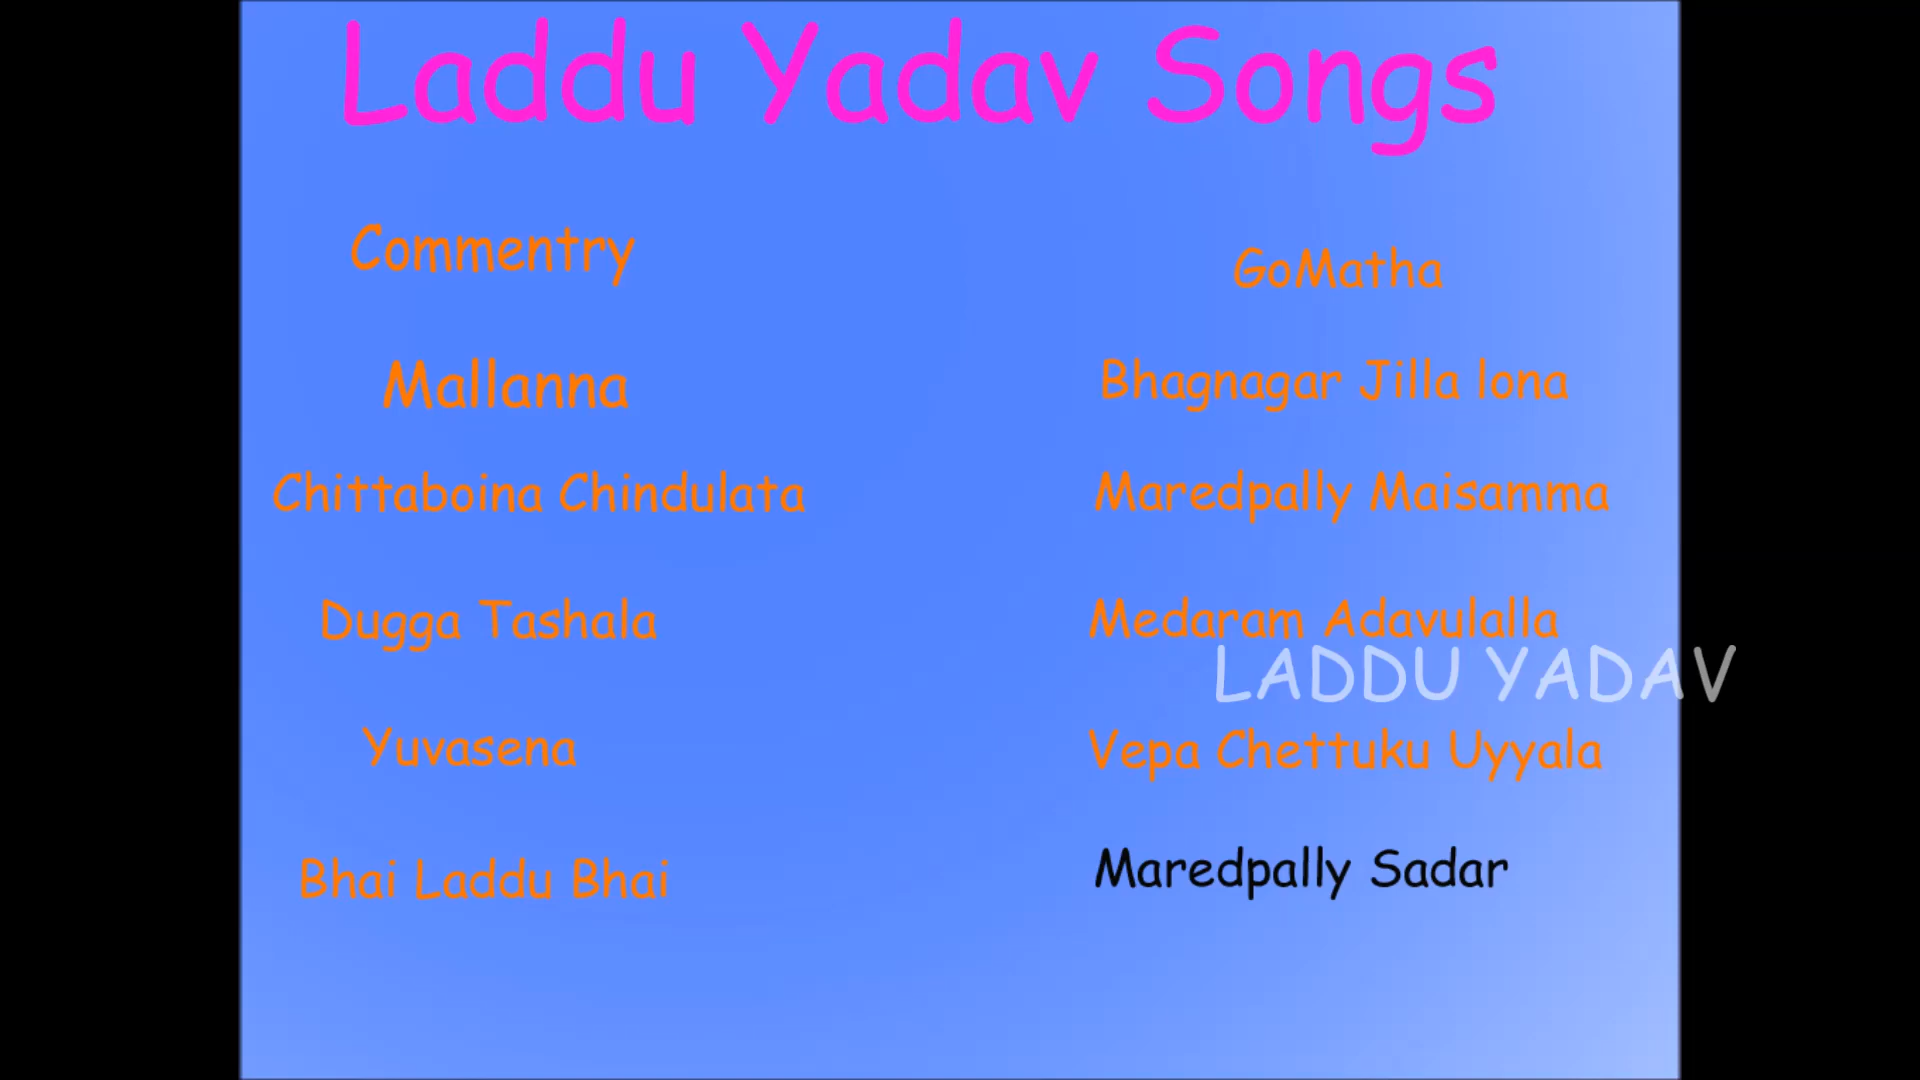 Laddu Yadav Songs
Commentry
Mallanna
Chittaboina Chindulata
Dugga Tashala
Yuvasena
Bhai Laddu Bhai
GoMatha
Bhagnagar Jilla lona
Maredpally Maisamma
Medaram Adavulalla
LADDU YADAV
Vepa Chettuku Uyyala
Maredpally Sadar